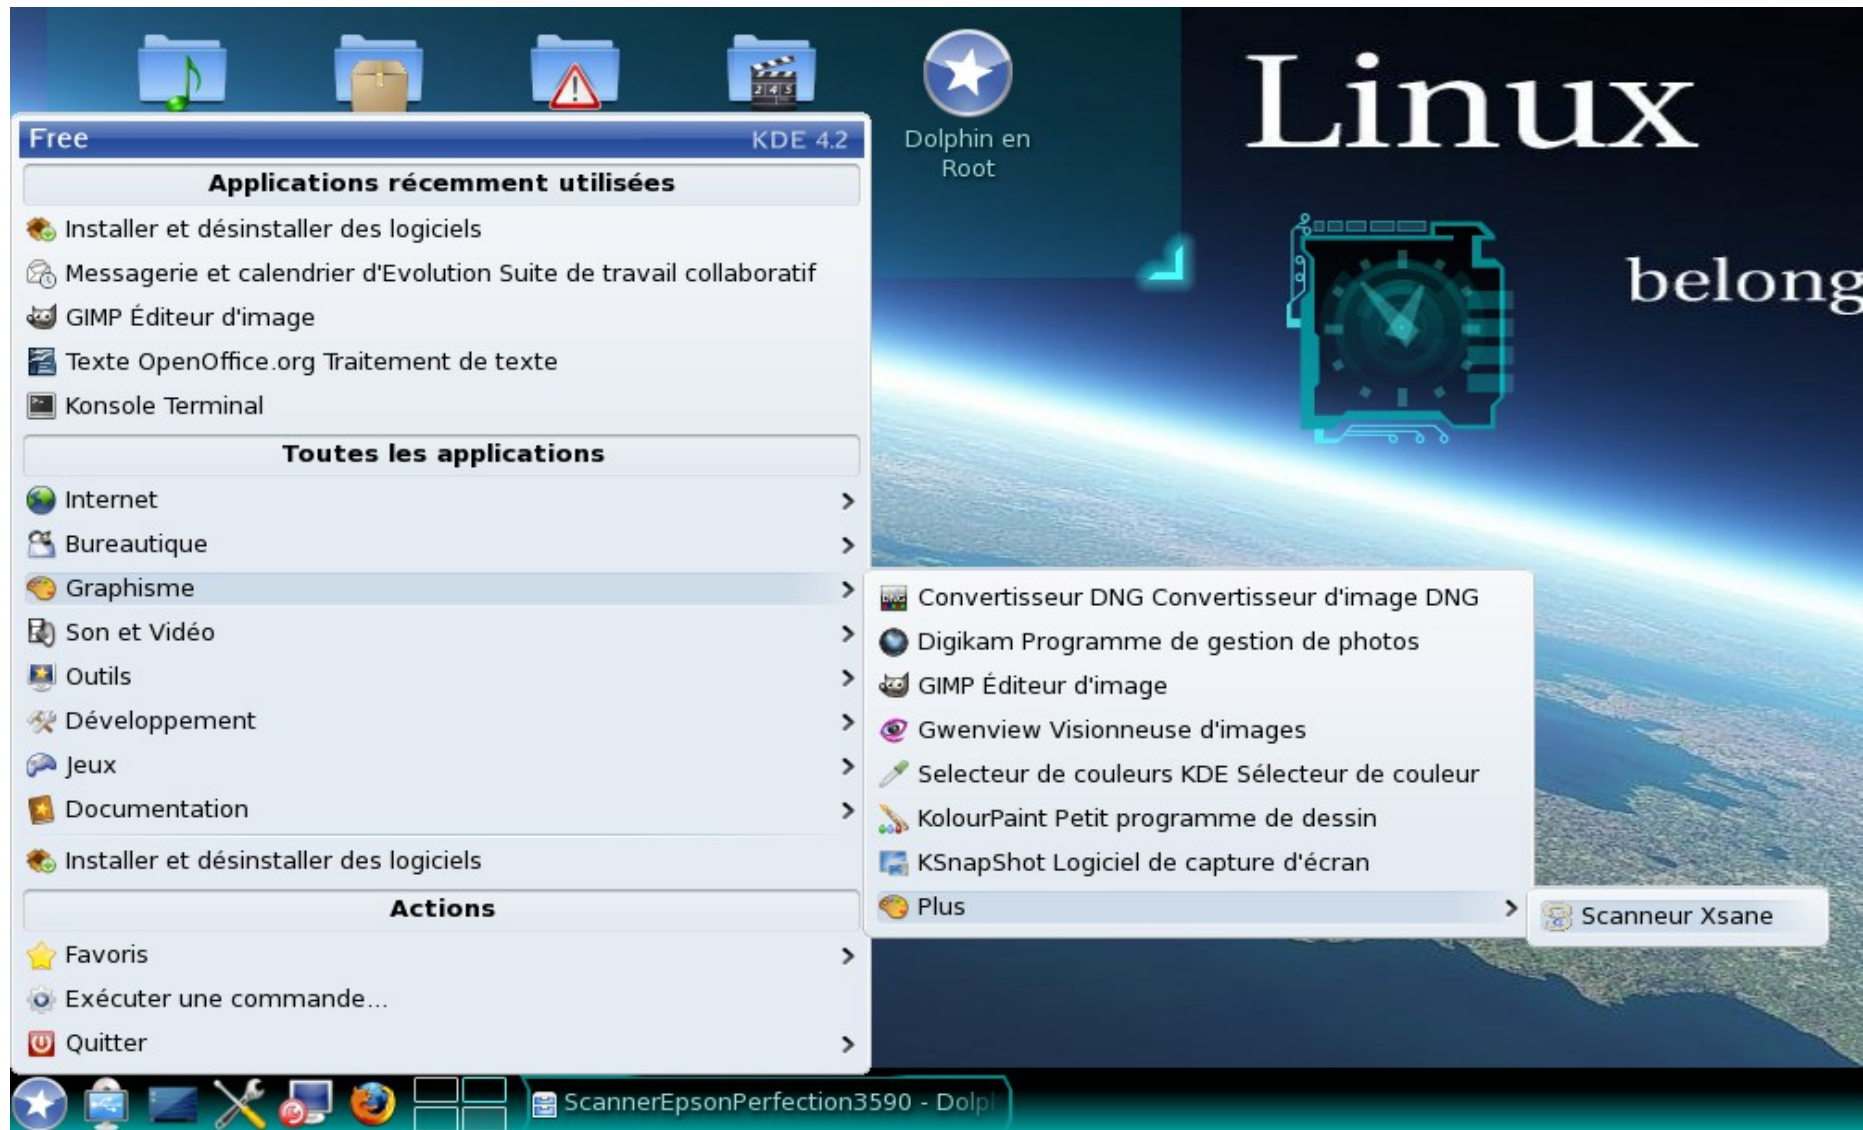 Linux
belong
Dolphin en
Root
Free
KDE 4.2
Applications récemment utilisées
Installer et désinstaller des logiciels
Messagerie et calendrier d'Evolution Suite de travail collaboratif
GIMP Éditeur d'image
Texte OpenOffice.org Traitement de texte
Konsole Terminal
Toutes les applications
Internet
Bureautique
Graphisme
Son et Vidéo
Outils
Développement
Jeux
Documentation
Installer et désinstaller des logiciels
Actions
Favoris
Exécuter une commande...
Quitter
DNG
Convertisseur DNG Convertisseur d'image DNG
Digikam Programme de gestion de photos
GIMP Éditeur d'image
Gwenview Visionneuse d'images
Selecteur de couleurs KDE Sélecteur de couleur
KolourPaint Petit programme de dessin
KSnapShot Logiciel de capture d'écran
Plus
Scanneur Xsane
ScannerEpsonPerfection3590 - Dolp